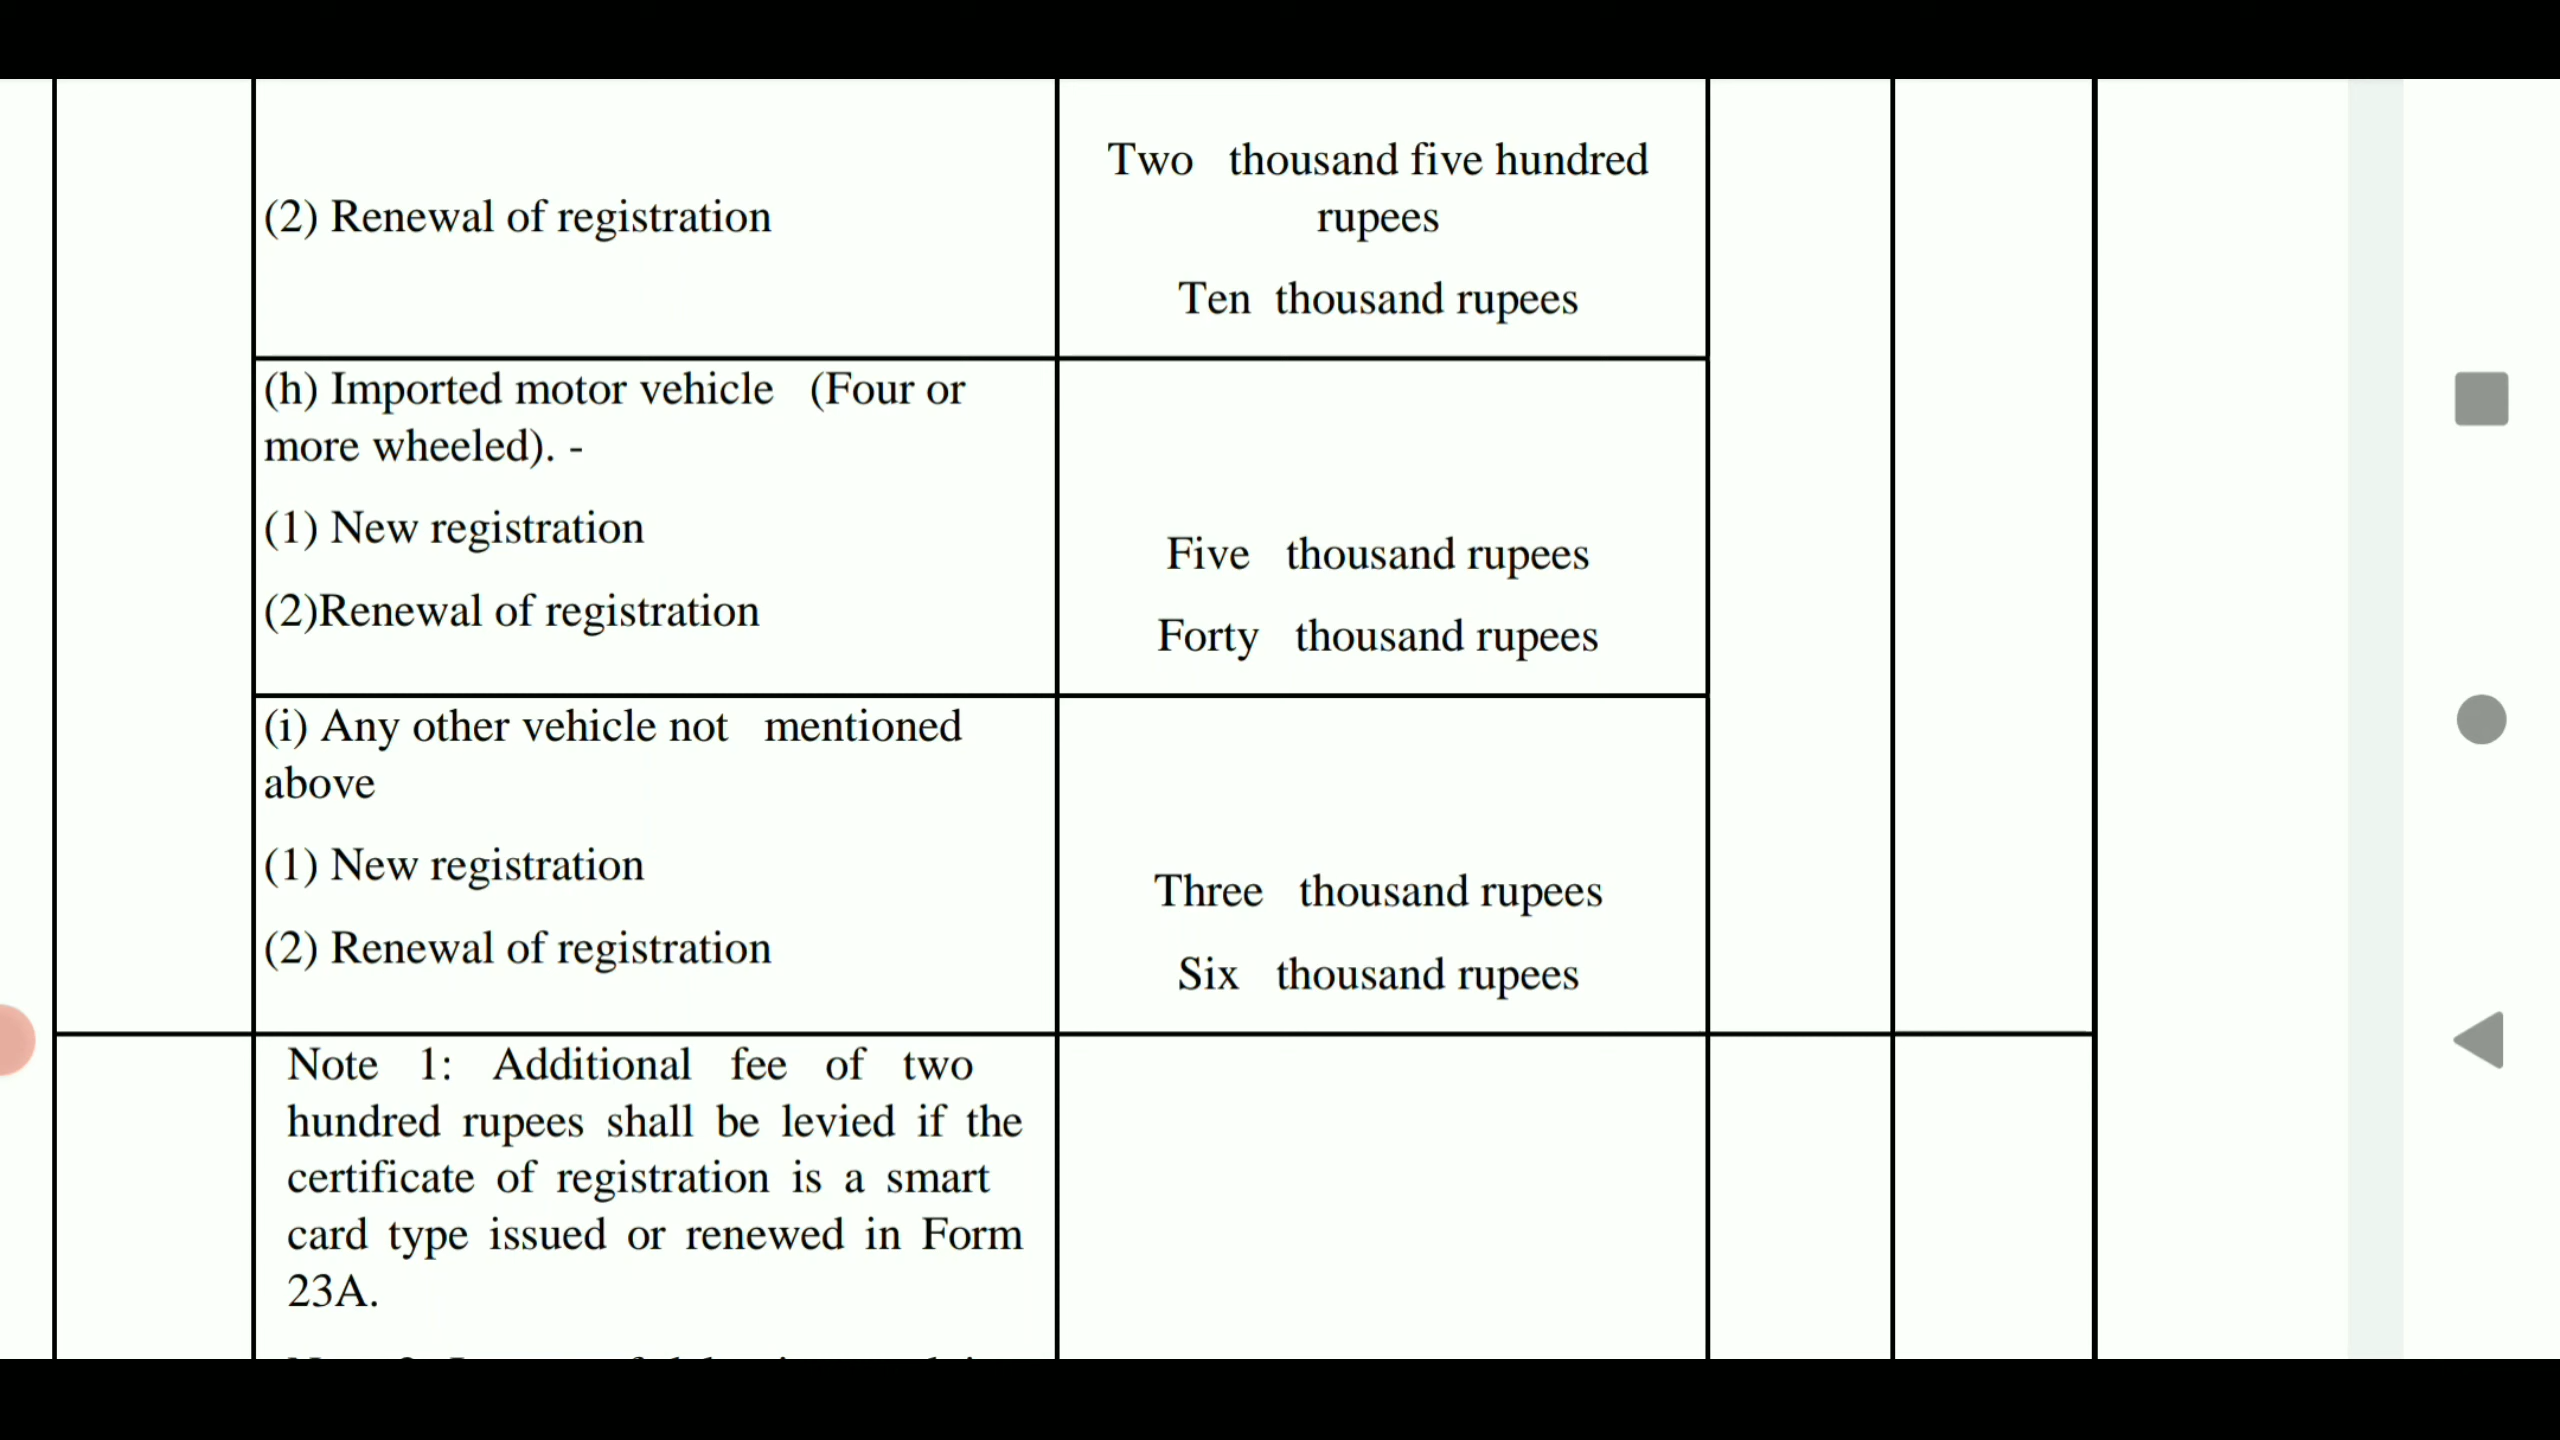 Two thousand five hundred
rupees
(2) Renewal of registration
Ten thousand rupees
(h) Imported motor vehicle (Four or
more wheeled). -
(1) New registration
Five thousand rupees
(2)Renewal of registration
Forty thousand rupees
(i) Any other vehicle not mentioned
above
(1) New registration
Three thousand rupees
(2) Renewal of registration
Six thousand rupees
Note 1: Additional fee of two
hundred rupees shall be levied if the
certificate of registration is a smart
card type issued or renewed in Form
23A.